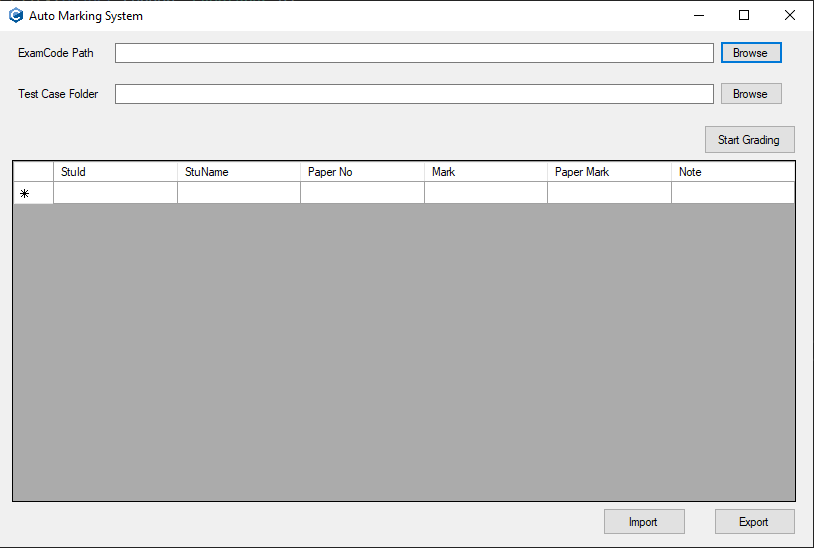 Auto Marking System
ExamCode Path Browse
Test Case Folder Browse
Start Grading
StuId StuName Paper No Mark Paper Mark Note
Import Export